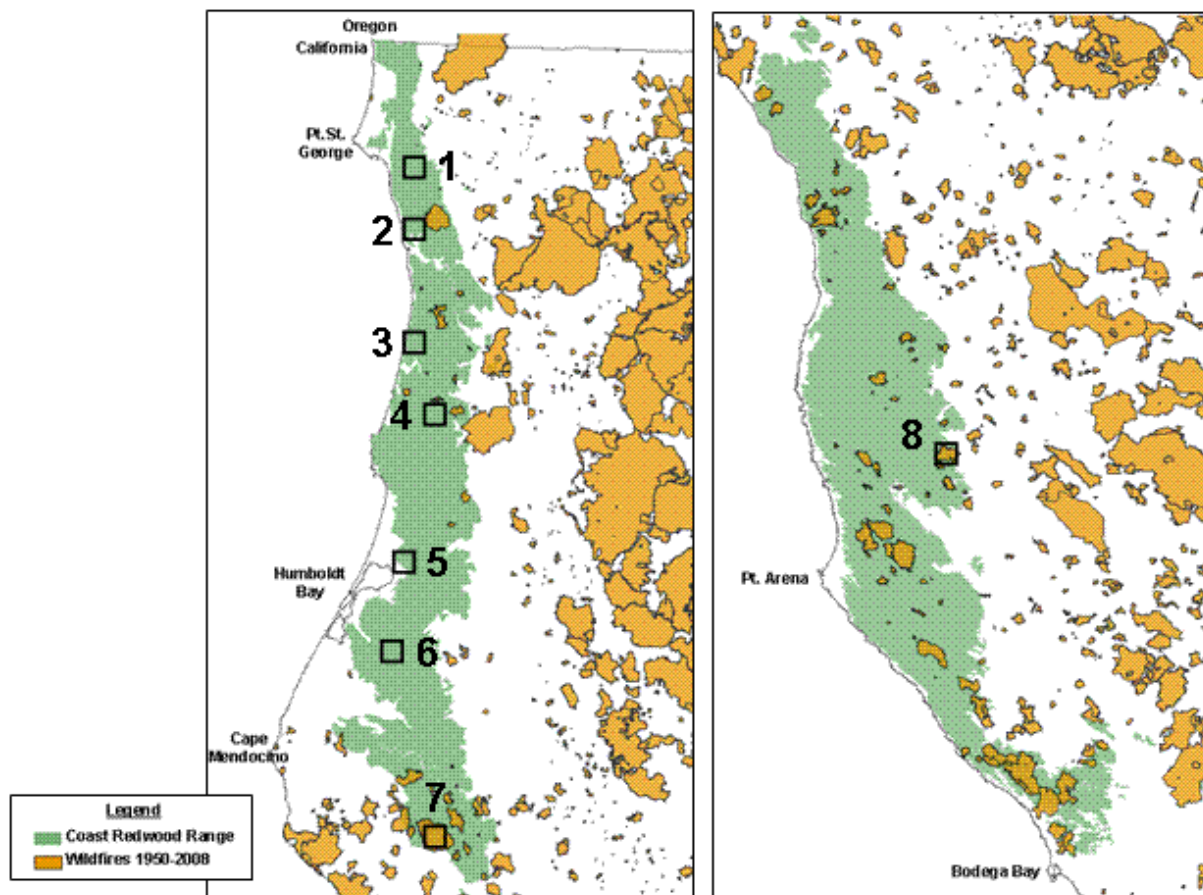 Oregon
California
Pt.St.
George
1
2
3
4
5
Humboldt
Bay
6
Cape
Mendocino
7
Legend
Coast Redwood Range
Wildfires 1950-2008
8
Pt. Arena
Bodega Bay